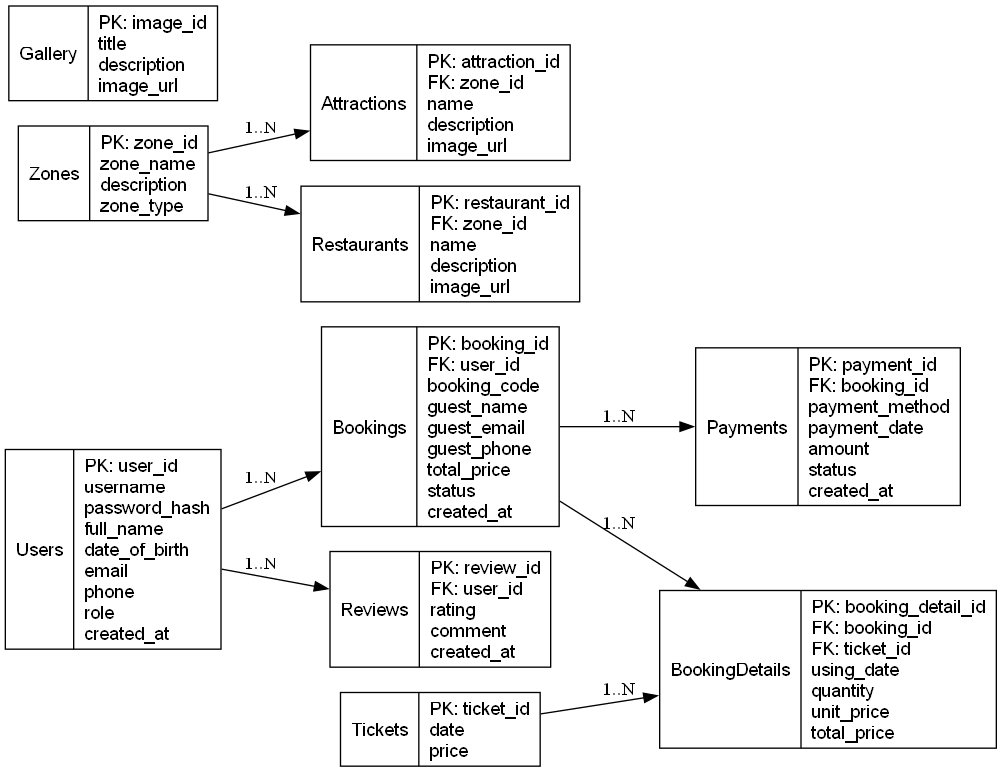 Gallery
PK: image_id
title
description
image_url
Zones
PK: zone_id
zone_name
description
zone_type
1..N
1..N
Attractions
PK: attraction_id
FK: zone_id
name
description
image_url
Restaurants
PK: restaurant_id
FK: zone_id
name
description
image_url
Users
PK: user_id
username
password_hash
full_name
date_of_birth
email
phone
role
created_at
1..N
1..N
Bookings
PK: booking_id
FK: user_id
booking_code
guest_name
guest_email
guest_phone
total_price
status
created_at
1..N
1..N
Payments
PK: payment_id
FK: booking_id
payment_method
payment_date
amount
status
created_at
Reviews
PK: review_id
FK: user_id
rating
comment
created_at
Tickets
PK: ticket_id
date
price
1..N
BookingDetails
PK: booking_detail_id
FK: booking_id
FK: ticket_id
using_date
quantity
unit_price
total_price